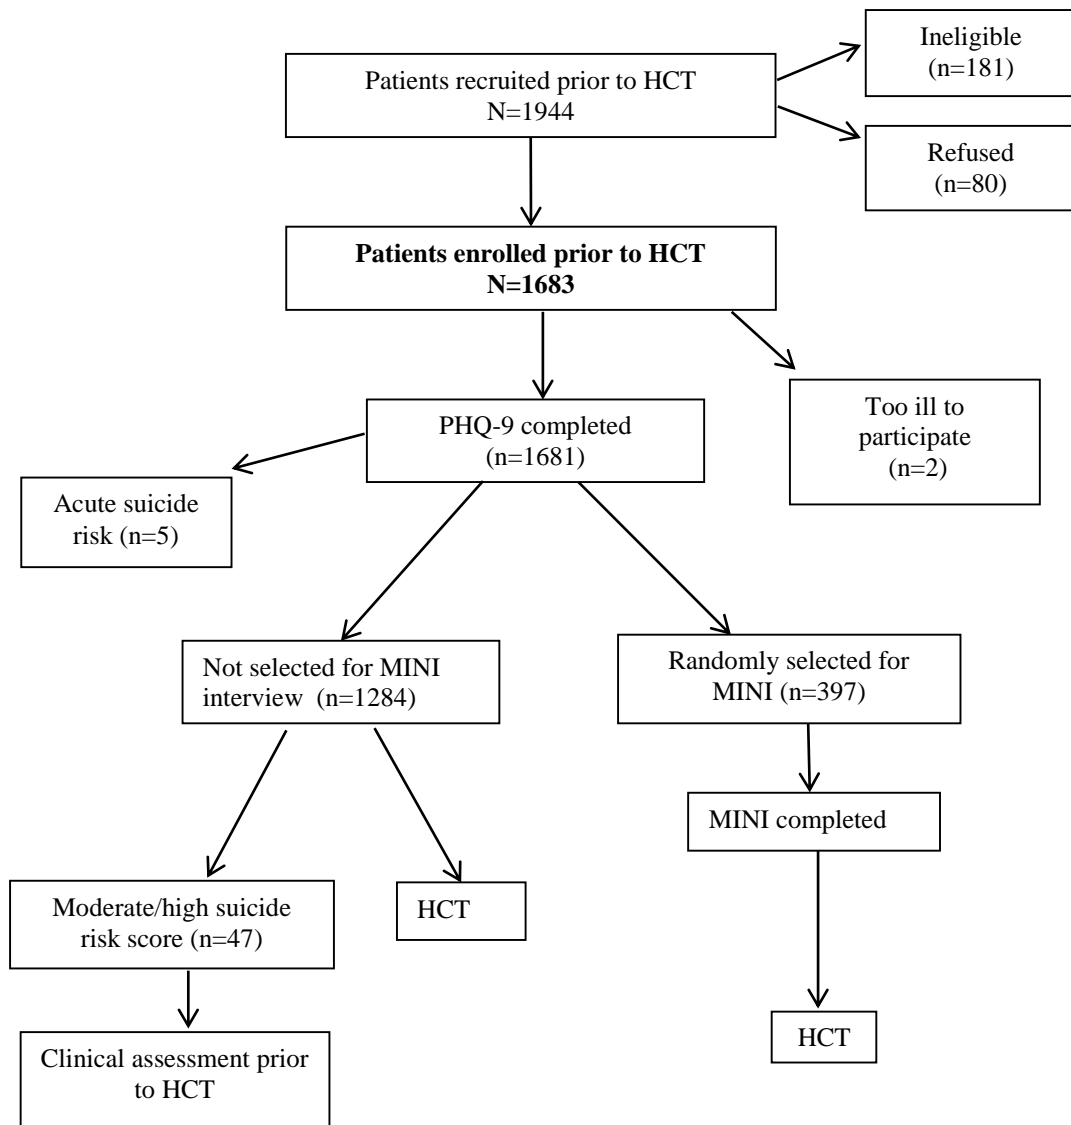 Ineligible
(n=181)
Patients recruited prior to HCT
N=1944
Refused
(n=80)
Patients enrolled prior to HCT
N=1683
Too ill to
participate
(n=2)
PHQ-9 completed
(n=1681)
Acute suicide
risk (n=5)
Not selected for MINI
interview (n=1284)
Randomly selected for
MINI (n=397)
MINI completed
Moderate/high suicide
risk score (n=47)
HCT
HCT
Clinical assessment prior
to HCT